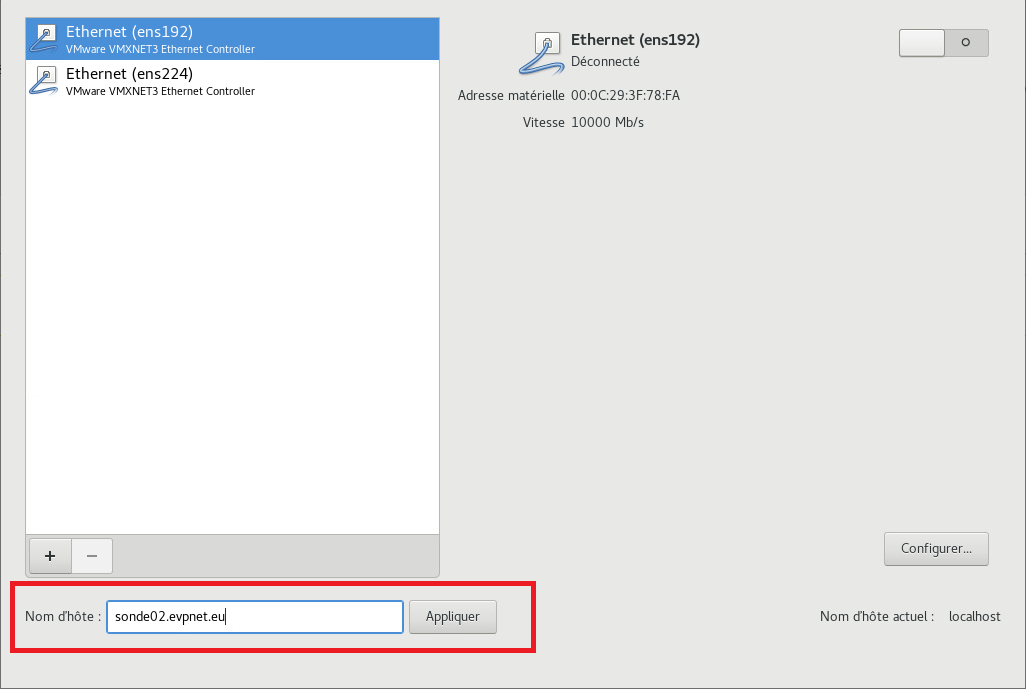 Ethernet (ens192)
VMware VMXNET3 Ethernet Controller
Ethernet (ens224)
VMware VMXNET3 Ethernet Controller
Ethernet (ens192)
Déconnecté
Adresse matérielle 00:0C:29:3F:78:FA
Vitesse 10000 Mb/s
+ −
Configurer...
Nom d'hôte : sonde02.evpnet.eu Appliquer
Nom d'hôte actuel : localhost